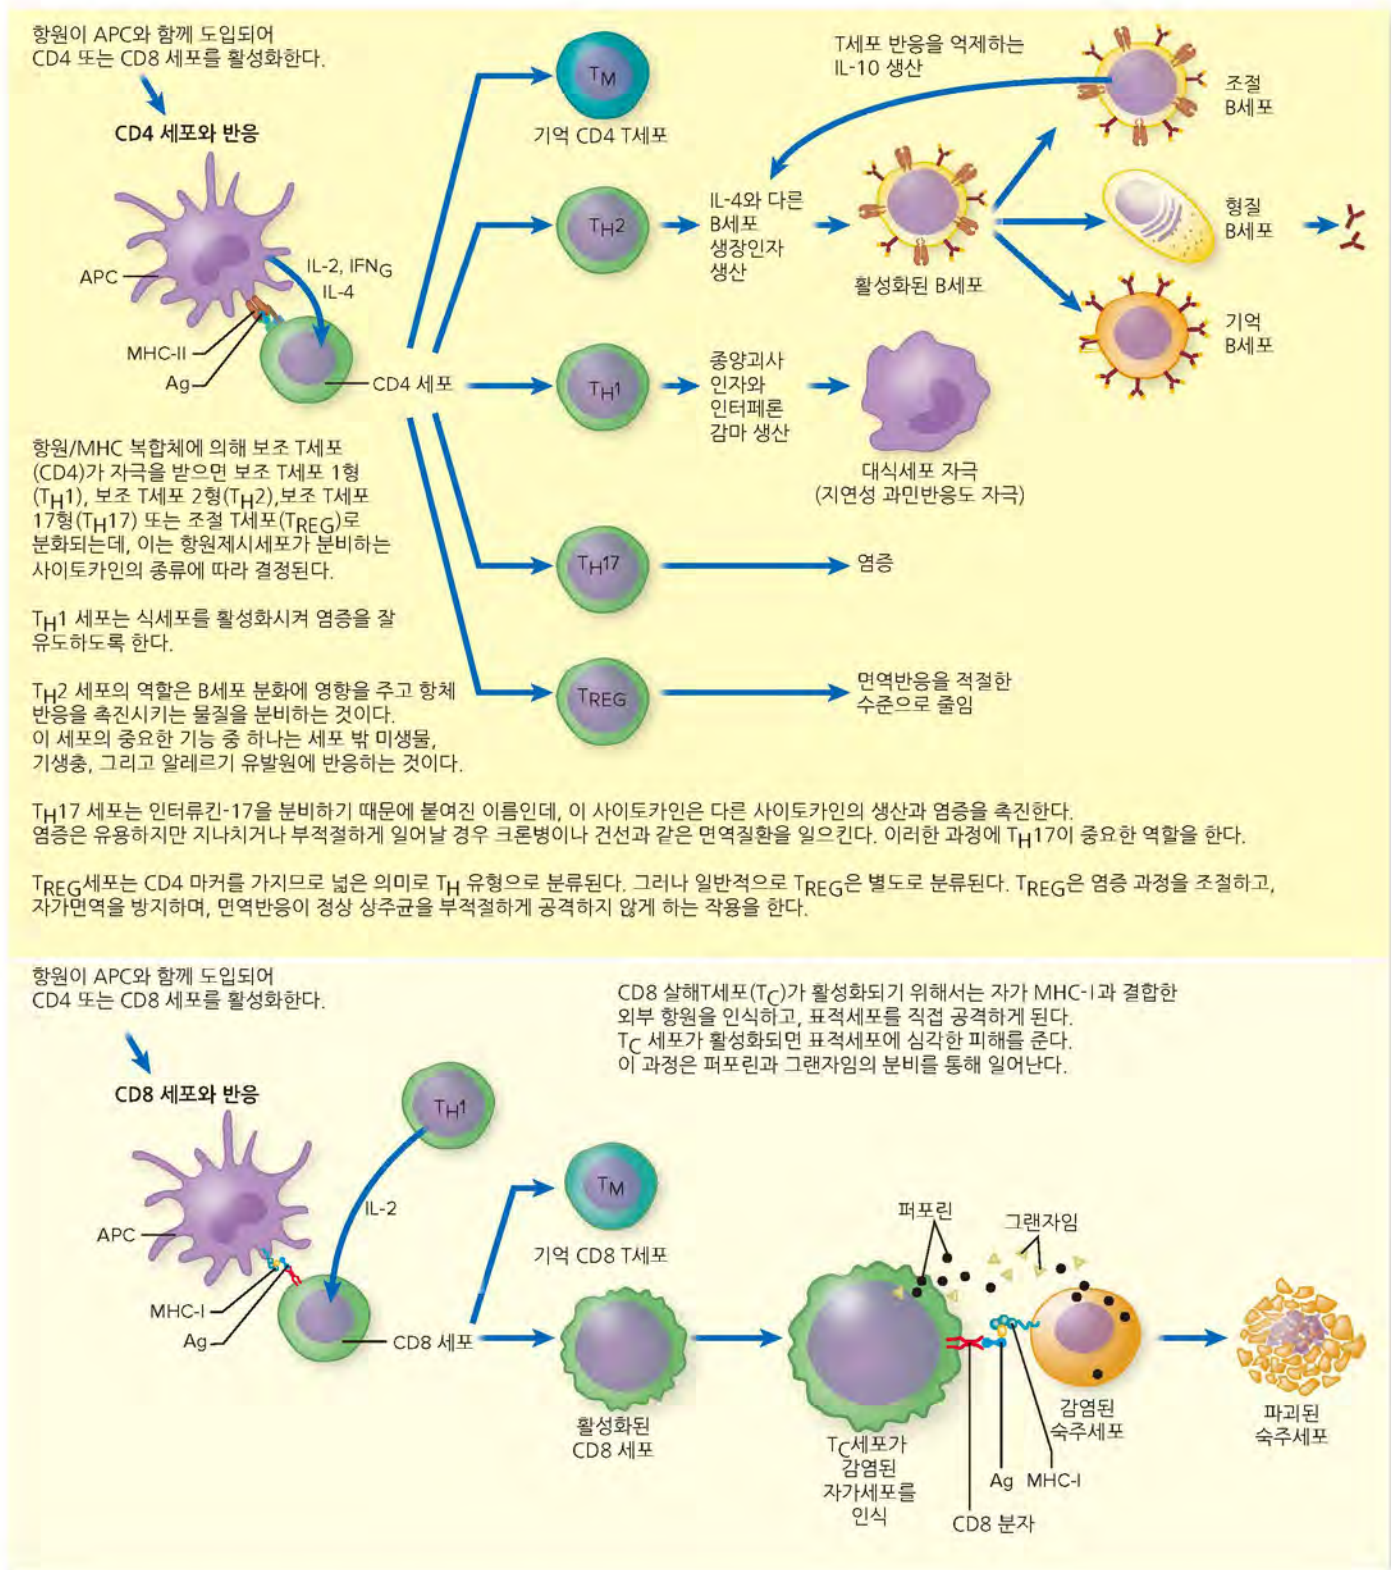 항원이 APC와 함께 도입되어
CD4 또는 CD8 세포를 활성화한다.
CD4 세포와 반응
APC
IL-2, IFNG
IL-4
MHC-II
Ag
CD4 세포
TM
기억 CD4 T세포
TH2
IL-4와 다른
B세포
생장인자
생산
활성화된 B세포
T세포 반응을 억제하는
IL-10 생산
조절
B세포
형질
B세포
기억
B세포
TH1
종양괴사
인자와
인터페론
감마 생산
대식세포 자극
(지연성 과민반응도 자극)
TH17
염증
TREG
면역반응을 적절한
수준으로 줄임
항원/MHC 복합체에 의해 보조 T세포
(CD4)가 자극을 받으면 보조 T세포 1형
(TH1), 보조 T세포 2형(TH2),보조 T세포
17형(TH17) 또는 조절 T세포(TREG)로
분화되는데, 이는 항원제시세포가 분비하는
사이토카인의 종류에 따라 결정된다.
TH1 세포는 식세포를 활성화시켜 염증을 잘
유도하도록 한다.
TH2 세포의 역할은 B세포 분화에 영향을 주고 항체
반응을 촉진시키는 물질을 분비하는 것이다.
이 세포의 중요한 기능 중 하나는 세포 밖 미생물,
기생충, 그리고 알레르기 유발원에 반응하는 것이다.
TH17 세포는 인터류킨-17을 분비하기 때문에 붙여진 이름인데, 이 사이토카인은 다른 사이토카인의 생산과 염증을 촉진한다.
염증은 유용하지만 지나치거나 부적절하게 일어날 경우 크론병이나 건선과 같은 면역질환을 일으킨다. 이러한 과정에 TH17이 중요한 역할을 한다.
TREG세포는 CD4 마커를 가지므로 넓은 의미로 TH 유형으로 분류된다. 그러나 일반적으로 TREG은 별도로 분류된다. TREG은 염증 과정을 조절하고,
자가면역을 방지하며, 면역반응이 정상 상주균을 부적절하게 공격하지 않게 하는 작용을 한다.
항원이 APC와 함께 도입되어
CD4 또는 CD8 세포를 활성화한다.
CD8 세포와 반응
CD8 살해T세포(TC)가 활성화되기 위해서는 자가 MHC-I과 결합한
외부 항원을 인식하고, 표적세포를 직접 공격하게 된다.
TC 세포가 활성화되면 표적세포에 심각한 피해를 준다.
이 과정은 퍼포린과 그랜자임의 분비를 통해 일어난다.
TH1
IL-2
APC
MHC-I
Ag
CD8 세포
TM
기억 CD8 T세포
활성화된
CD8 세포
퍼포린
그랜자임
TC세포가
감염된
자가세포를
인식
Ag
MHC-I
CD8 분자
감염된
숙주세포
파괴된
숙주세포